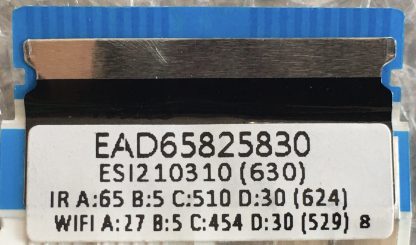 EAD65825830
ESI210310 (630)
IR A:65 B:5 C:510 D:30 (624)
WIFI A:27 B:5 C:454 D:30 (529) 8